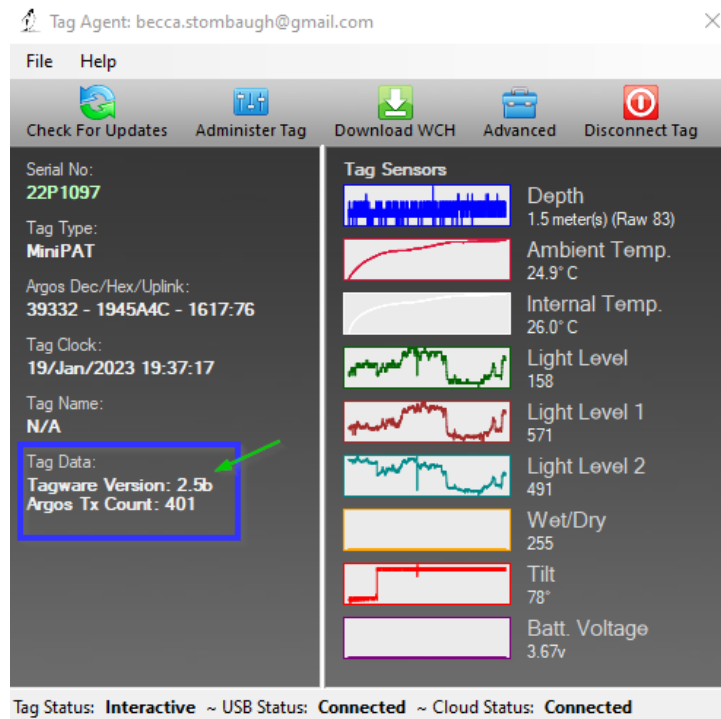 Tag Agent: becca.stombaugh@gmail.com
File Help
Check For Updates Administer Tag Download WCH Advanced Disconnect Tag
Serial No:
22P1097
Tag Type:
MiniPAT
Argos Dec/Hex/Uplink:
39332 - 1945A4C - 1617:76
Tag Clock:
19/Jan/2023 19:37:17
Tag Name:
N/A
Tag Data:
Tagware Version: 2.5b
Argos Tx Count: 401
Tag Sensors
Depth
1.5 meter(s) (Raw 83)
Ambient Temp.
24.9° C
Internal Temp.
26.0° C
Light Level
158
Light Level 1
571
Light Level 2
491
Wet/Dry
255
Tilt
78°
Batt. Voltage
3.67v
Tag Status: Interactive ~ USB Status: Connected ~ Cloud Status: Connected